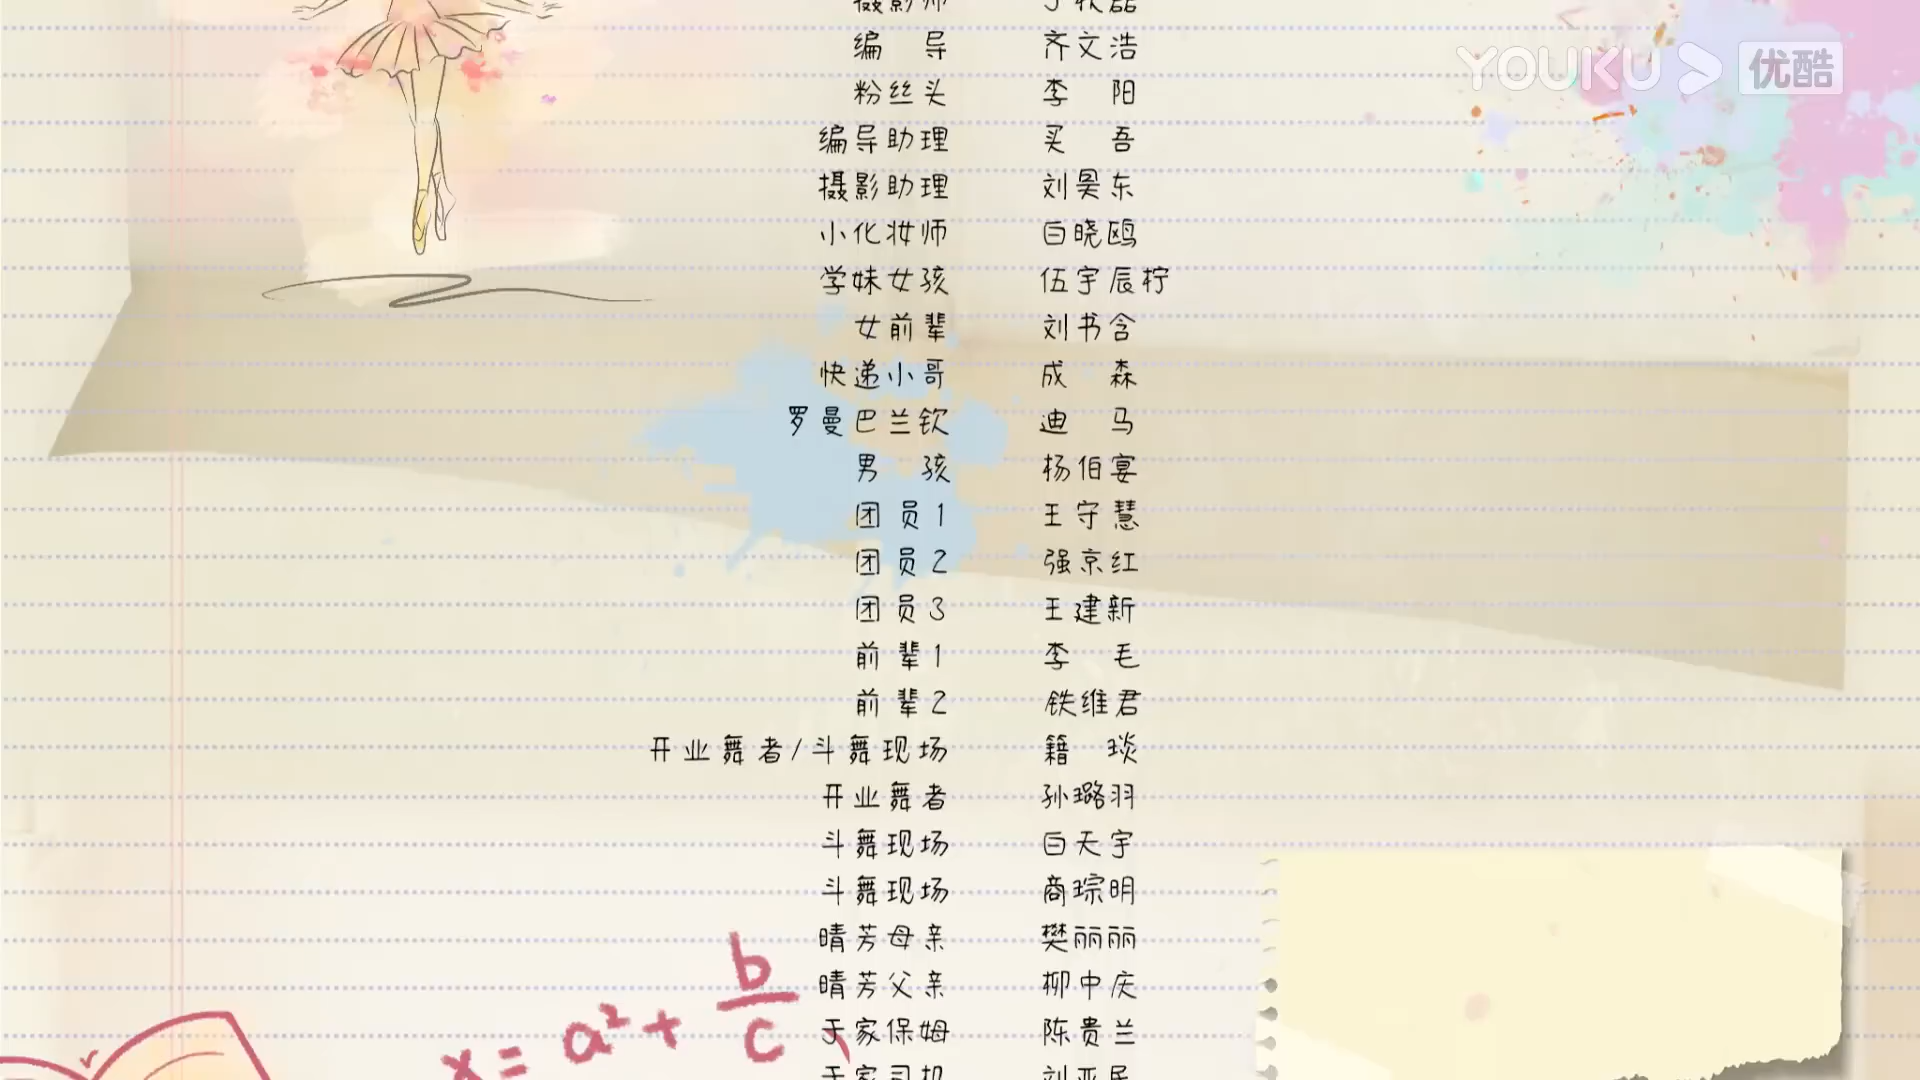 YOUKU 优酷
编 导 齐文浩
粉丝头 李 阳
编导助理 买 吾
摄影助理 刘昊东
小化妆师 白晓鸥
学妹女孩 伍宇辰柠
女前辈 刘书含
快递小哥 成 森
罗曼巴兰钦 迪 马
男 孩 杨伯宴
团员1 王守慧
团员2 强京红
团员3 王建新
前辈1 李 毛
前辈2 铁维君
开业舞者/斗舞现场 籍 琰
开业舞者 孙璐羽
斗舞现场 白天宇
斗舞现场 商琮明
晴芳母亲 樊丽丽
晴芳父亲 柳中庆
于家保姆 陈贵兰
x = a² + b/c